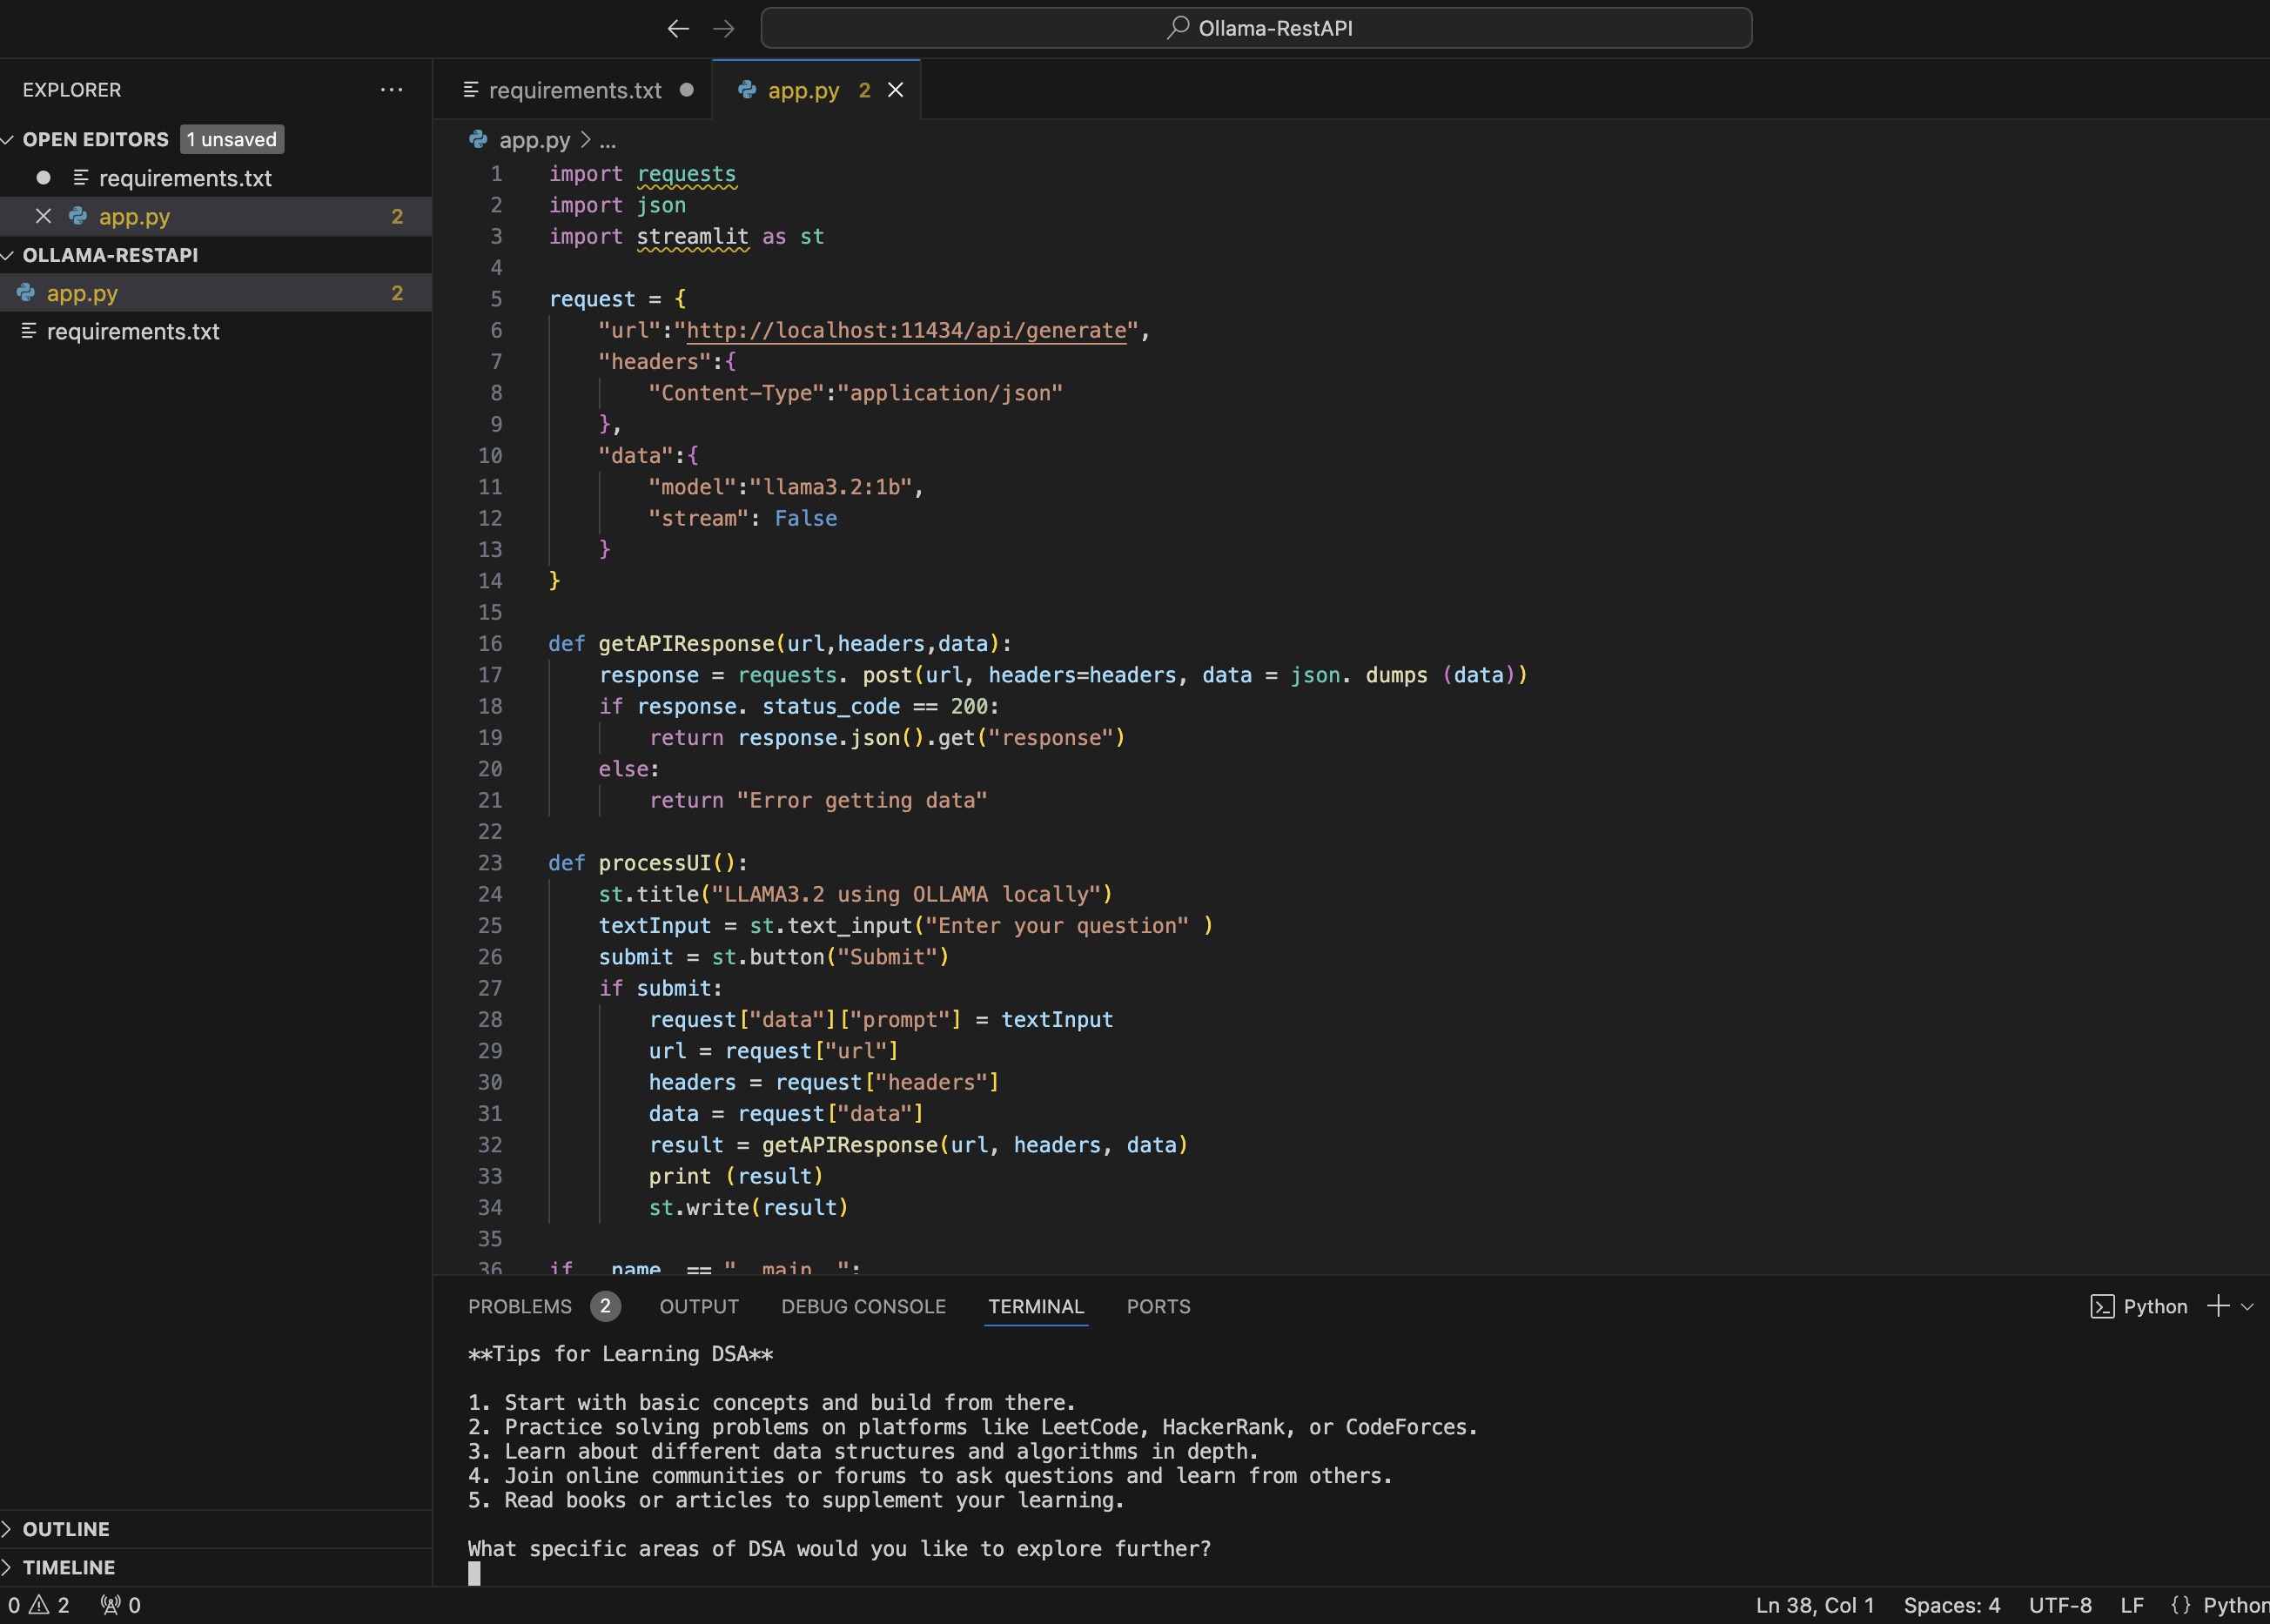 Ollama-RestAPI
EXPLORER
OPEN EDITORS 1 unsaved
requirements.txt
app.py 2
OLLAMA-RESTAPI
app.py 2
requirements.txt
OUTLINE
TIMELINE
requirements.txt
app.py 2
app.py > ...
1 import requests
2 import json
3 import streamlit as st
4
5 request = {
6 "url":"http://localhost:11434/api/generate",
7 "headers":{
8 "Content-Type":"application/json"
9 },
10 "data":{
11 "model":"llama3.2:1b",
12 "stream": False
13 }
14 }
15
16 def getAPIResponse(url,headers,data):
17 response = requests. post(url, headers=headers, data = json. dumps (data))
18 if response. status_code == 200:
19 return response.json().get("response")
20 else:
21 return "Error getting data"
22
23 def processUI():
24 st.title("LLAMA3.2 using OLLAMA locally")
25 textInput = st.text_input("Enter your question" )
26 submit = st.button("Submit")
27 if submit:
28 request["data"]["prompt"] = textInput
29 url = request["url"]
30 headers = request["headers"]
31 data = request["data"]
32 result = getAPIResponse(url, headers, data)
33 print (result)
34 st.write(result)
35
36 if __name__ == "__main__":
PROBLEMS 2 OUTPUT DEBUG CONSOLE TERMINAL PORTS Python
**Tips for Learning DSA**
1. Start with basic concepts and build from there.
2. Practice solving problems on platforms like LeetCode, HackerRank, or CodeForces.
3. Learn about different data structures and algorithms in depth.
4. Join online communities or forums to ask questions and learn from others.
5. Read books or articles to supplement your learning.
What specific areas of DSA would you like to explore further?
0 2 0 Ln 38, Col 1 Spaces: 4 UTF-8 LF {} Python